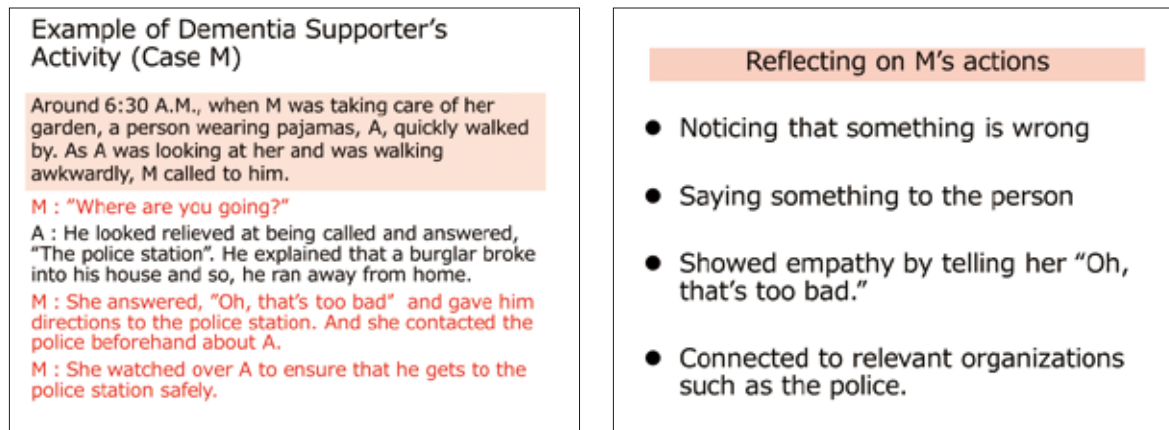 Example of Dementia Supporter's
Activity (Case M)
Around 6:30 A.M., when M was taking care of her
garden, a person wearing pajamas, A, quickly walked
by. As A was looking at her and was walking
awkwardly, M called to him.
M : "Where are you going?"
A : He looked relieved at being called and answered,
"The police station". He explained that a burglar broke
into his house and so, he ran away from home.
M : She answered, "Oh, that's too bad" and gave him
directions to the police station. And she contacted the
police beforehand about A.
M : She watched over A to ensure that he gets to the
police station safely.
Reflecting on M's actions
● Noticing that something is wrong
● Saying something to the person
● Showed empathy by telling her "Oh,
that's too bad."
● Connected to relevant organizations
such as the police.